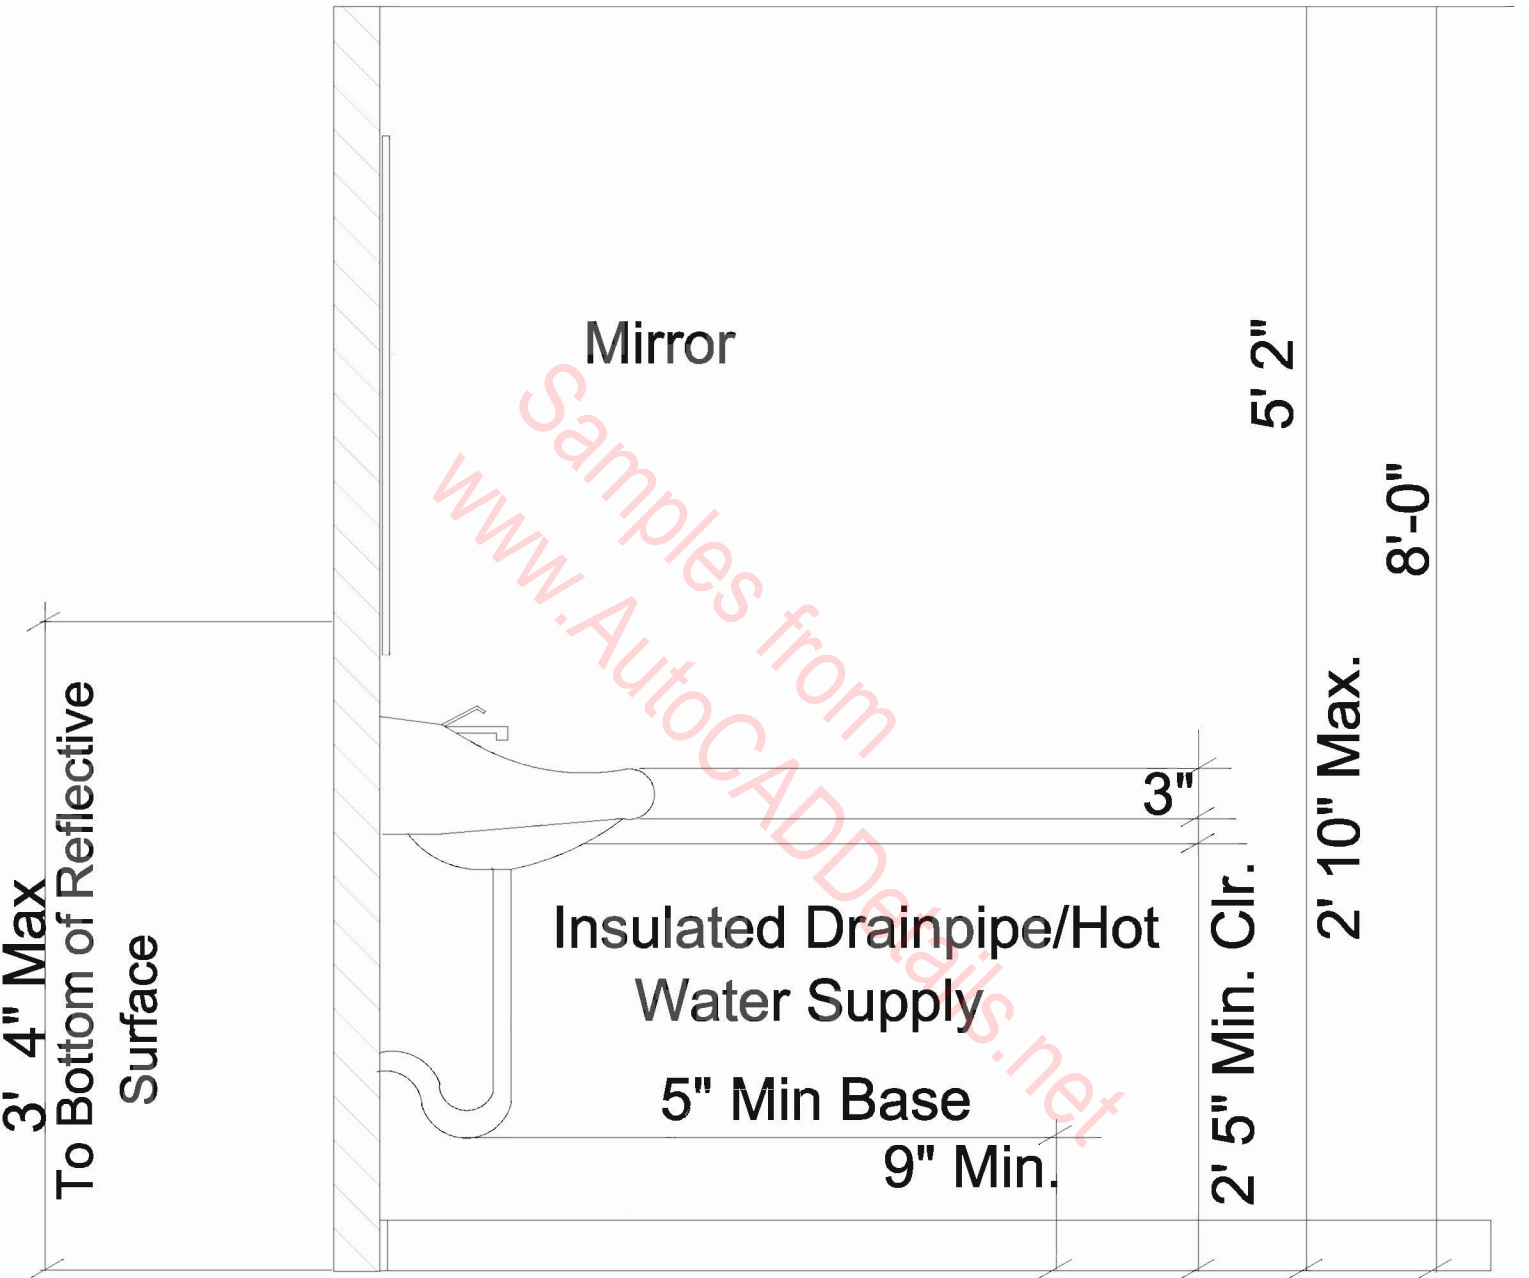 Mirror
5' 2"
8'-0"
2' 10" Max.
3"
2' 5" Min. Clr.
3' 4" Max
To Bottom of Reflective
Surface
Insulated Drainpipe/Hot
Water Supply
5" Min Base
9" Min.
Samples from
www.AutoCADDetails.net